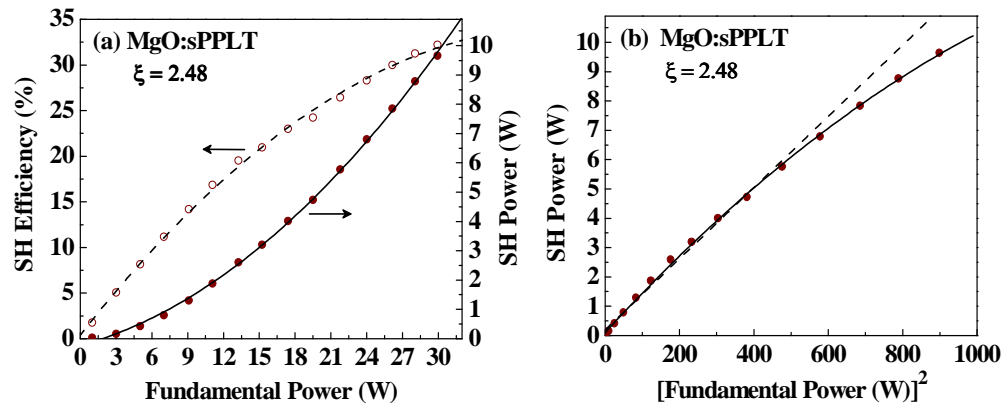 (a) MgO:sPPLT
ξ = 2.48
SH Efficiency (%)
35
30
25
20
15
10
5
0
0 3 6 9 12 15 18 21 24 27 30
Fundamental Power (W)
10
9
8
7
6
5
4
3
2
1
0
SH Power (W)
(b) MgO:sPPLT
ξ = 2.48
SH Power (W)
10
9
8
7
6
5
4
3
2
1
0
0 200 400 600 800 1000
[Fundamental Power (W)]²